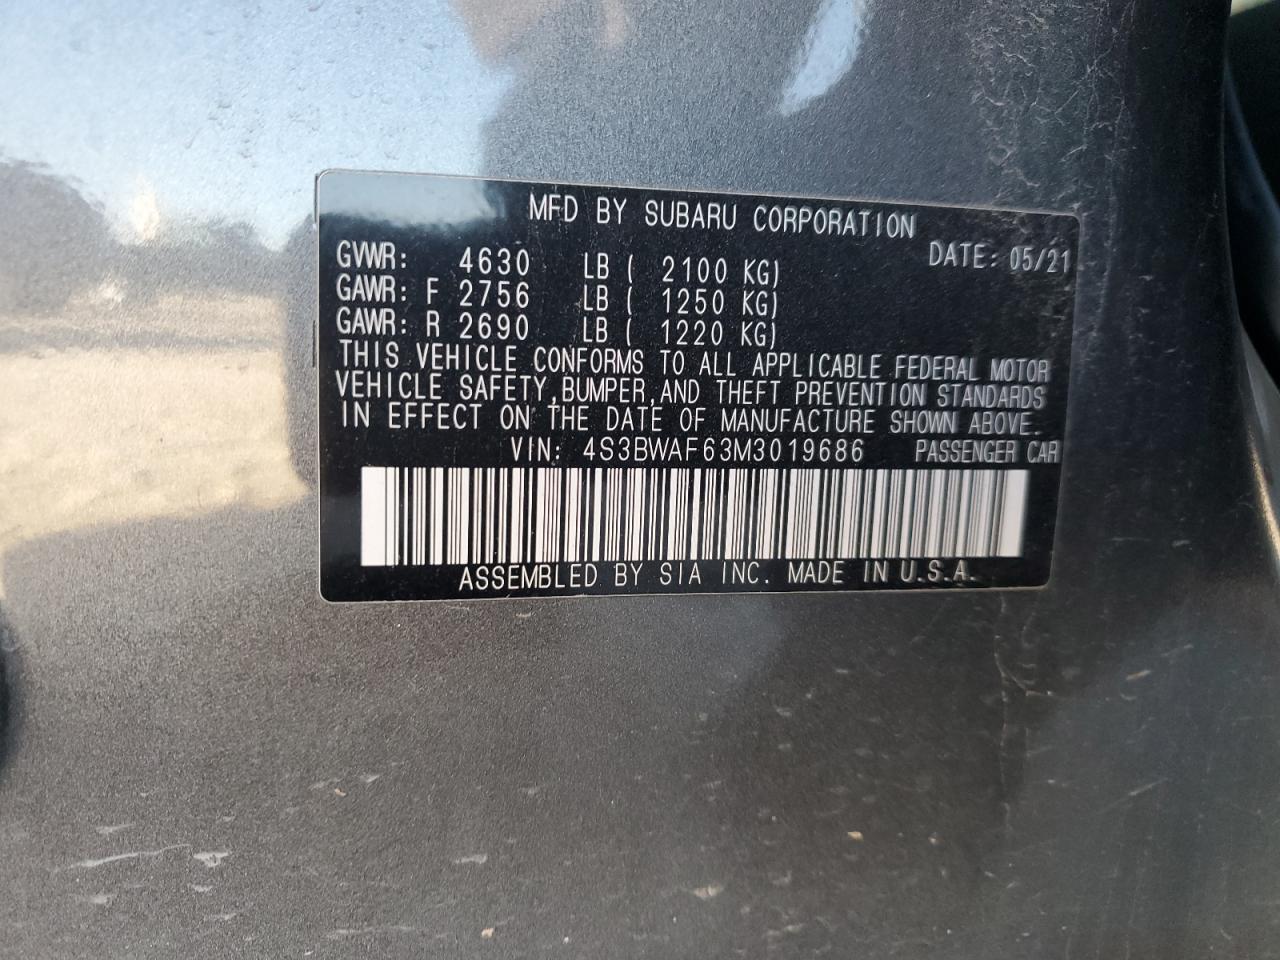 MFD BY SUBARU CORPORATION
DATE: 05/21
GVWR: 4630 LB ( 2100 KG)
GAWR: F 2756 LB ( 1250 KG)
GAWR: R 2690 LB ( 1220 KG)
THIS VEHICLE CONFORMS TO ALL APPLICABLE FEDERAL MOTOR
VEHICLE SAFETY, BUMPER, AND THEFT PREVENTION STANDARDS
IN EFFECT ON THE DATE OF MANUFACTURE SHOWN ABOVE.
VIN: 4S3BWAF63M3019686 PASSENGER CAR
ASSEMBLED BY SIA INC. MADE IN U.S.A.